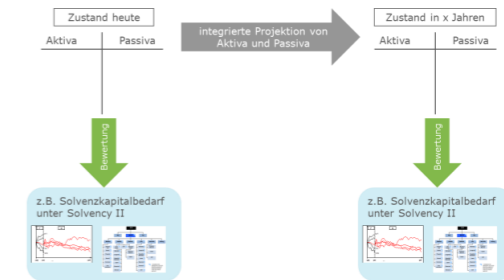 Zustand heute
Aktiva Passiva
integrierte Projektion von
Aktiva und Passiva
Zustand in x Jahren
Aktiva Passiva
Bewertung
Bewertung
z.B. Solvenzkapitalbedarf
unter Solvency II
z.B. Solvenzkapitalbedarf
unter Solvency II